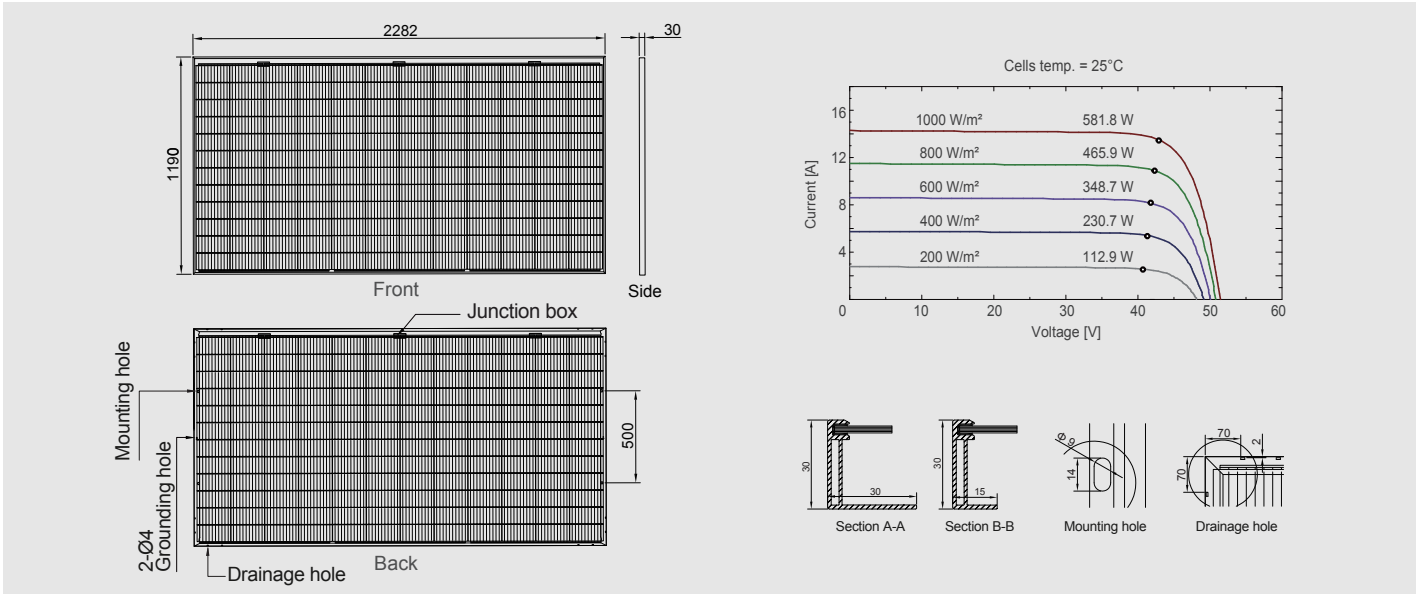 2282
30
1190
Front
Side
Junction box
Mounting hole
2-Ø4
Grounding hole
500
Drainage hole
Back
Cells temp. = 25°C
Current [A]
16
12
8
4
0
1000 W/m² 581.8 W
800 W/m² 465.9 W
600 W/m² 348.7 W
400 W/m² 230.7 W
200 W/m² 112.9 W
10 20 30 40 50 60
Voltage [V]
30
30
Section A-A
30
15
Section B-B
Φ 9
14
Mounting hole
70
2
70
Drainage hole